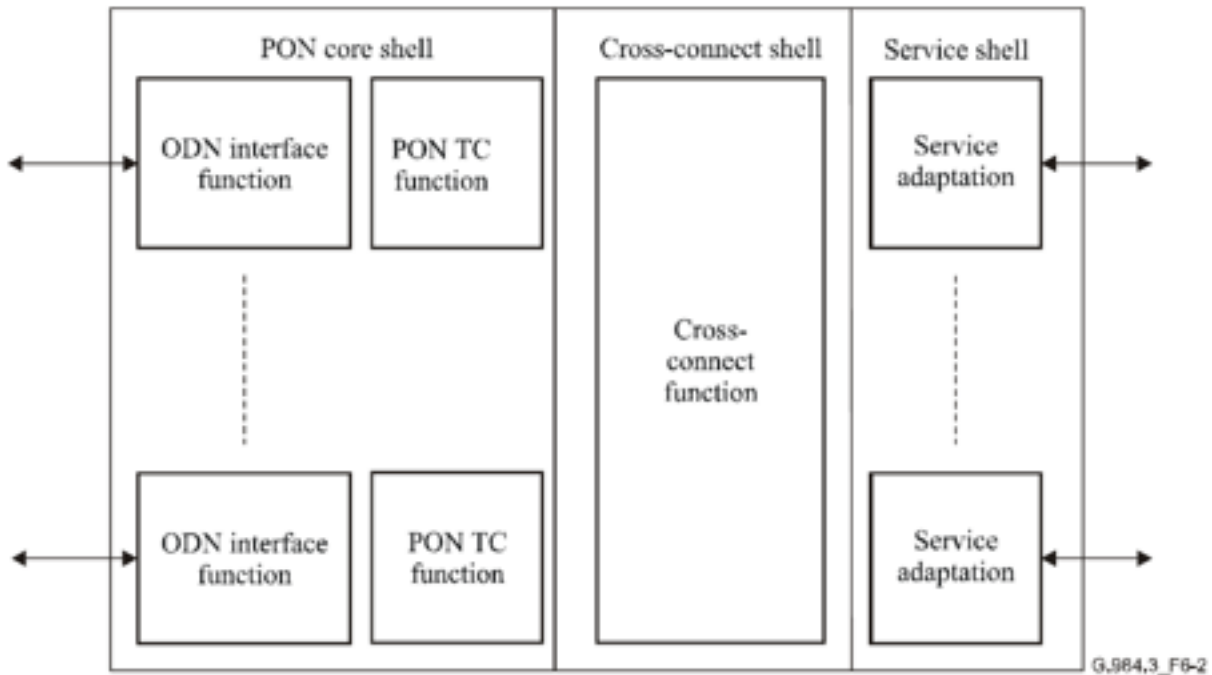 PON core shell
Cross-connect shell
Service shell
ODN interface
function
PON TC
function
Service
adaptation
Cross-
connect
function
ODN interface
function
PON TC
function
Service
adaptation
G.984.3_F6-2